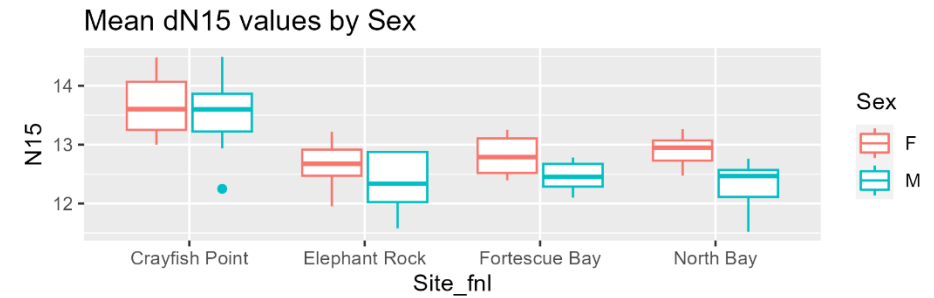 Mean dN15 values by Sex
14
13
12
N15
Crayfish Point
Elephant Rock
Fortescue Bay
North Bay
Site_fnl
Sex
F
M